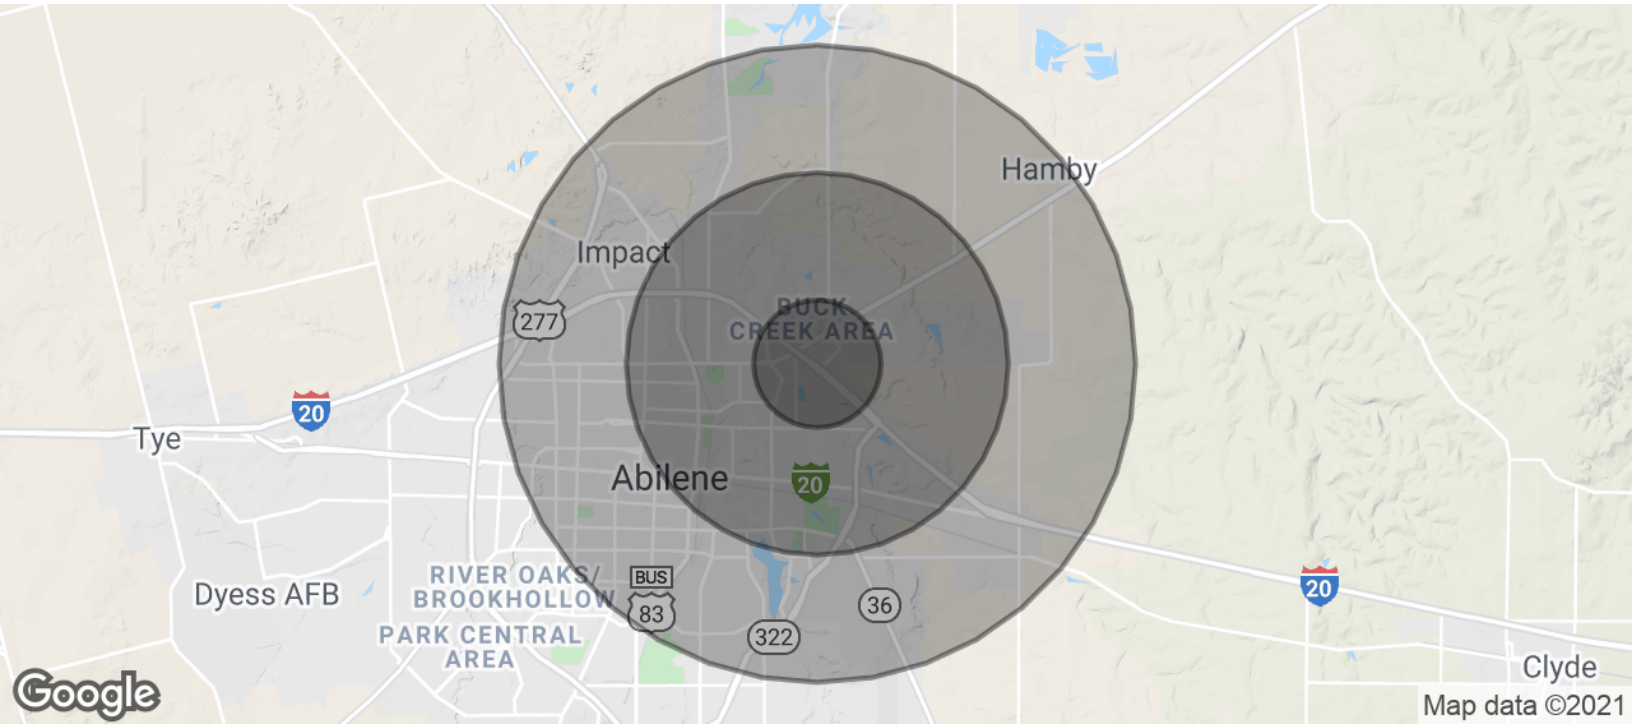 Hamby
Impact
BUCK
CREEK AREA
277
20
Tye
Abilene
20
RIVER OAKS/
BROOKHOLLOW
BUS
83
Dyess AFB
36
20
PARK CENTRAL
AREA
322
Clyde
Google
Map data ©2021